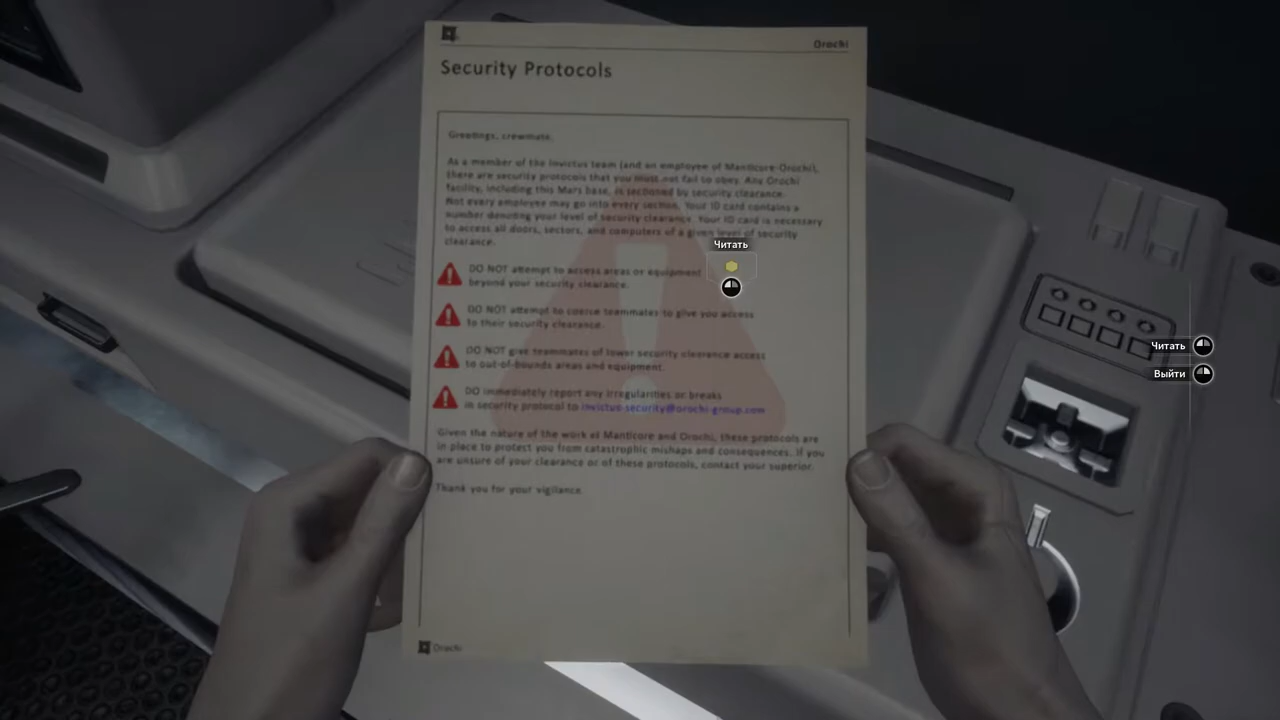 Orochi
Security Protocols
Greetings, crewmate.
As a member of the Invictus team (and an employee of Manticore-Orochi),
there are security protocols that you must not fail to obey. Any Orochi
facility, including this Mars base, is sectioned by security clearance.
Not every employee may go into every section. Your ID card contains a
number denoting your level of security clearance. Your ID card is necessary
to access all doors, sectors, and computers of a given level of security
clearance.
Читать
DO NOT attempt to access areas or equipment
beyond your security clearance.
DO NOT attempt to coerce teammates to give you access
to their security clearance.
Читать
DO NOT give teammates of lower security clearance access
to out-of-bounds areas and equipment.
Выйти
DO immediately report any irregularities or breaks
in security protocol to invictus-security@orochi-group.com
Given the nature of the work at Manticore and Orochi, these protocols are
in place to protect you from catastrophic mishaps and consequences. If you
are unsure of your clearance or of these protocols, contact your superior.
Thank you for your vigilance.
Orochi